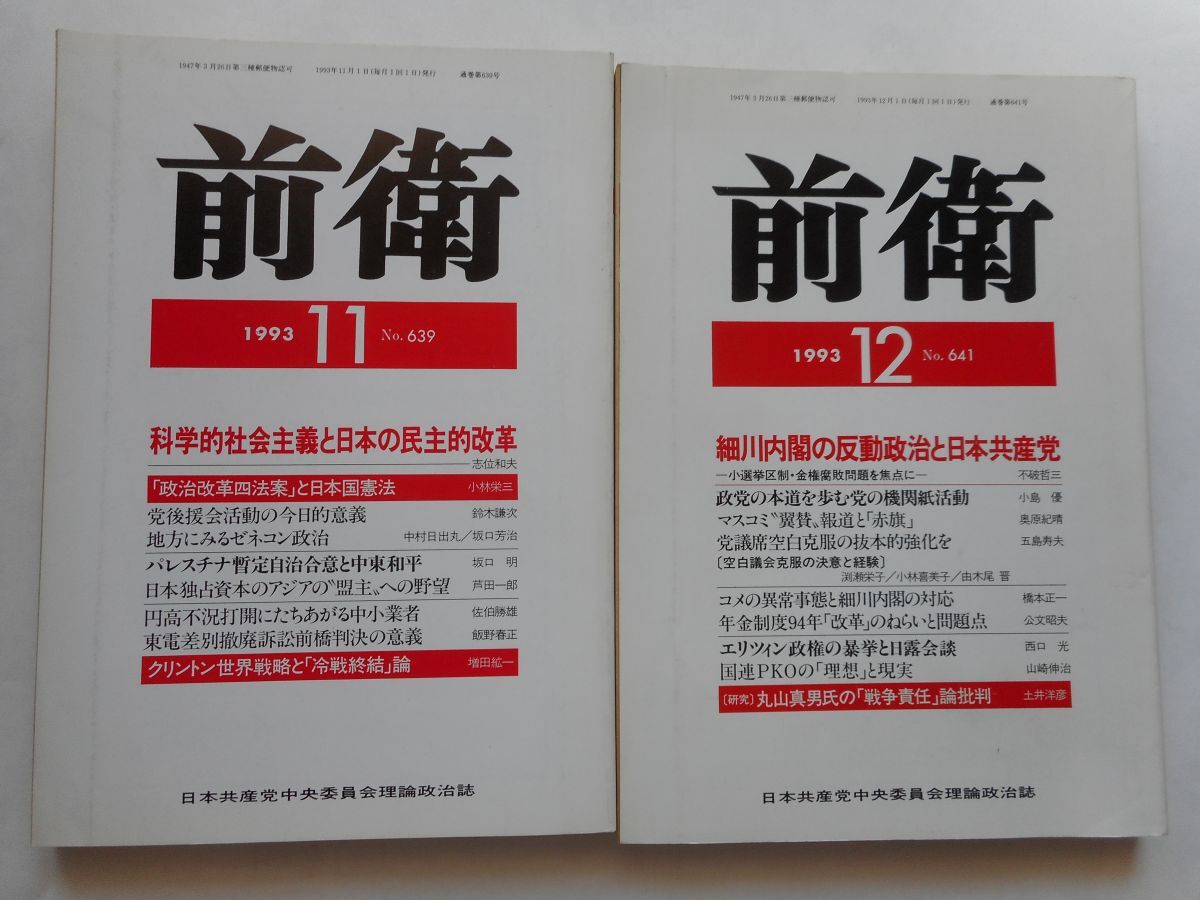 1947年3月26日第三種郵便物認可 1993年11月1日(毎月1回1日)発行 通巻第639号
前衛
1993 11 No. 639
科学的社会主義と日本の民主的改革
志位和夫
「政治改革四法案」と日本国憲法 小林栄三
党後援会活動の今日的意義 鈴木謙次
地方にみるゼネコン政治 中村日出丸/坂口芳治
パレスチナ暫定自治合意と中東和平 坂口 明
日本独占資本のアジアの〝盟主〟への野望 芦田一郎
円高不況打開にたちあがる中小業者 佐伯勝雄
東電差別撤廃訴訟前橋判決の意義 飯野春正
クリントン世界戦略と「冷戦終結」論 増田紘一
日本共産党中央委員会理論政治誌
1947年3月26日第三種郵便物認可 1993年12月1日(毎月1回1日)発行 通巻第641号
前衛
1993 12 No. 641
細川内閣の反動政治と日本共産党
―小選挙区制・金権腐敗問題を焦点に― 不破哲三
政党の本道を歩む党の機関紙活動 小島 優
マスコミ〝翼賛〟報道と「赤旗」 奥原紀晴
党議席空白克服の抜本的強化を 五島寿夫
〔空白議会克服の決意と経験〕
渕瀬栄子/小林喜美子/由木尾 晋
コメの異常事態と細川内閣の対応 橋本正一
年金制度94年「改革」のねらいと問題点 公文昭夫
エリツィン政権の暴挙と日露会談 西口 光
国連PKOの「理想」と現実 山崎伸治
〔研究〕丸山真男氏の「戦争責任」論批判 土井洋彦
日本共産党中央委員会理論政治誌